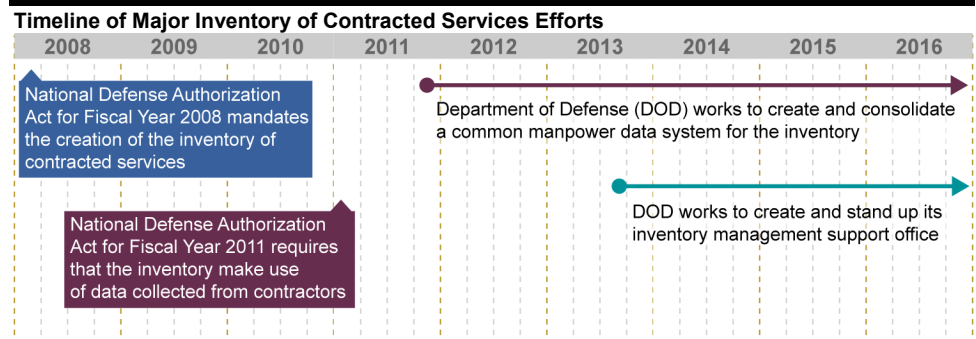 Timeline of Major Inventory of Contracted Services Efforts
2008 2009 2010 2011 2012 2013 2014 2015 2016
National Defense Authorization
Act for Fiscal Year 2008 mandates
the creation of the inventory of
contracted services
Department of Defense (DOD) works to create and consolidate
a common manpower data system for the inventory
National Defense Authorization
Act for Fiscal Year 2011 requires
that the inventory make use
of data collected from contractors
DOD works to create and stand up its
inventory management support office